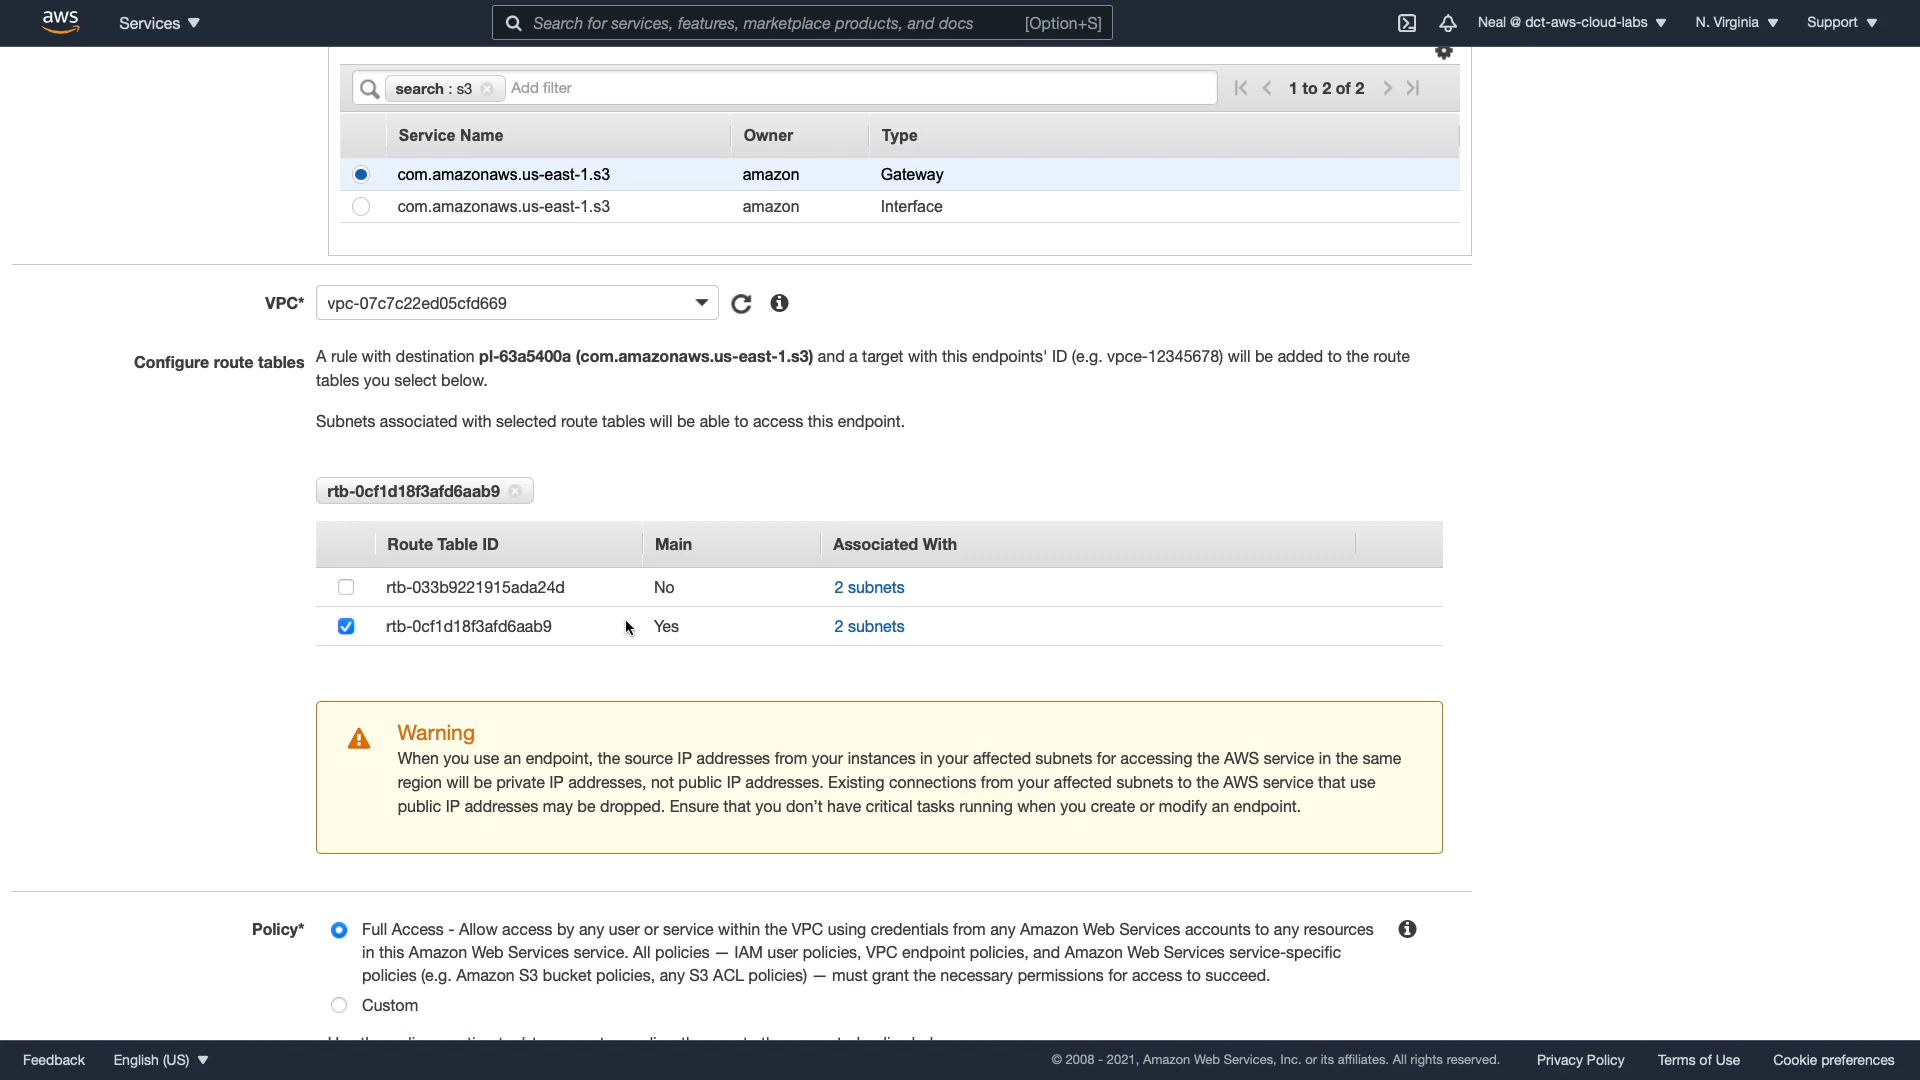 aws
Services
Search for services, features, marketplace products, and docs [Option+S]
Neal @ dct-aws-cloud-labs
N. Virginia
Support
search : s3
Add filter
1 to 2 of 2
Service Name Owner Type
com.amazonaws.us-east-1.s3 amazon Gateway
com.amazonaws.us-east-1.s3 amazon Interface
VPC* vpc-07c7c22ed05cfd669
Configure route tables
A rule with destination pl-63a5400a (com.amazonaws.us-east-1.s3) and a target with this endpoints' ID (e.g. vpce-12345678) will be added to the route
tables you select below.
Subnets associated with selected route tables will be able to access this endpoint.
rtb-0cf1d18f3afd6aab9
Route Table ID Main Associated With
rtb-033b9221915ada24d No 2 subnets
rtb-0cf1d18f3afd6aab9 Yes 2 subnets
Warning
When you use an endpoint, the source IP addresses from your instances in your affected subnets for accessing the AWS service in the same
region will be private IP addresses, not public IP addresses. Existing connections from your affected subnets to the AWS service that use
public IP addresses may be dropped. Ensure that you don't have critical tasks running when you create or modify an endpoint.
Policy*
Full Access - Allow access by any user or service within the VPC using credentials from any Amazon Web Services accounts to any resources
in this Amazon Web Services service. All policies — IAM user policies, VPC endpoint policies, and Amazon Web Services service-specific
policies (e.g. Amazon S3 bucket policies, any S3 ACL policies) — must grant the necessary permissions for access to succeed.
Custom
Feedback
English (US)
© 2008 - 2021, Amazon Web Services, Inc. or its affiliates. All rights reserved.
Privacy Policy
Terms of Use
Cookie preferences